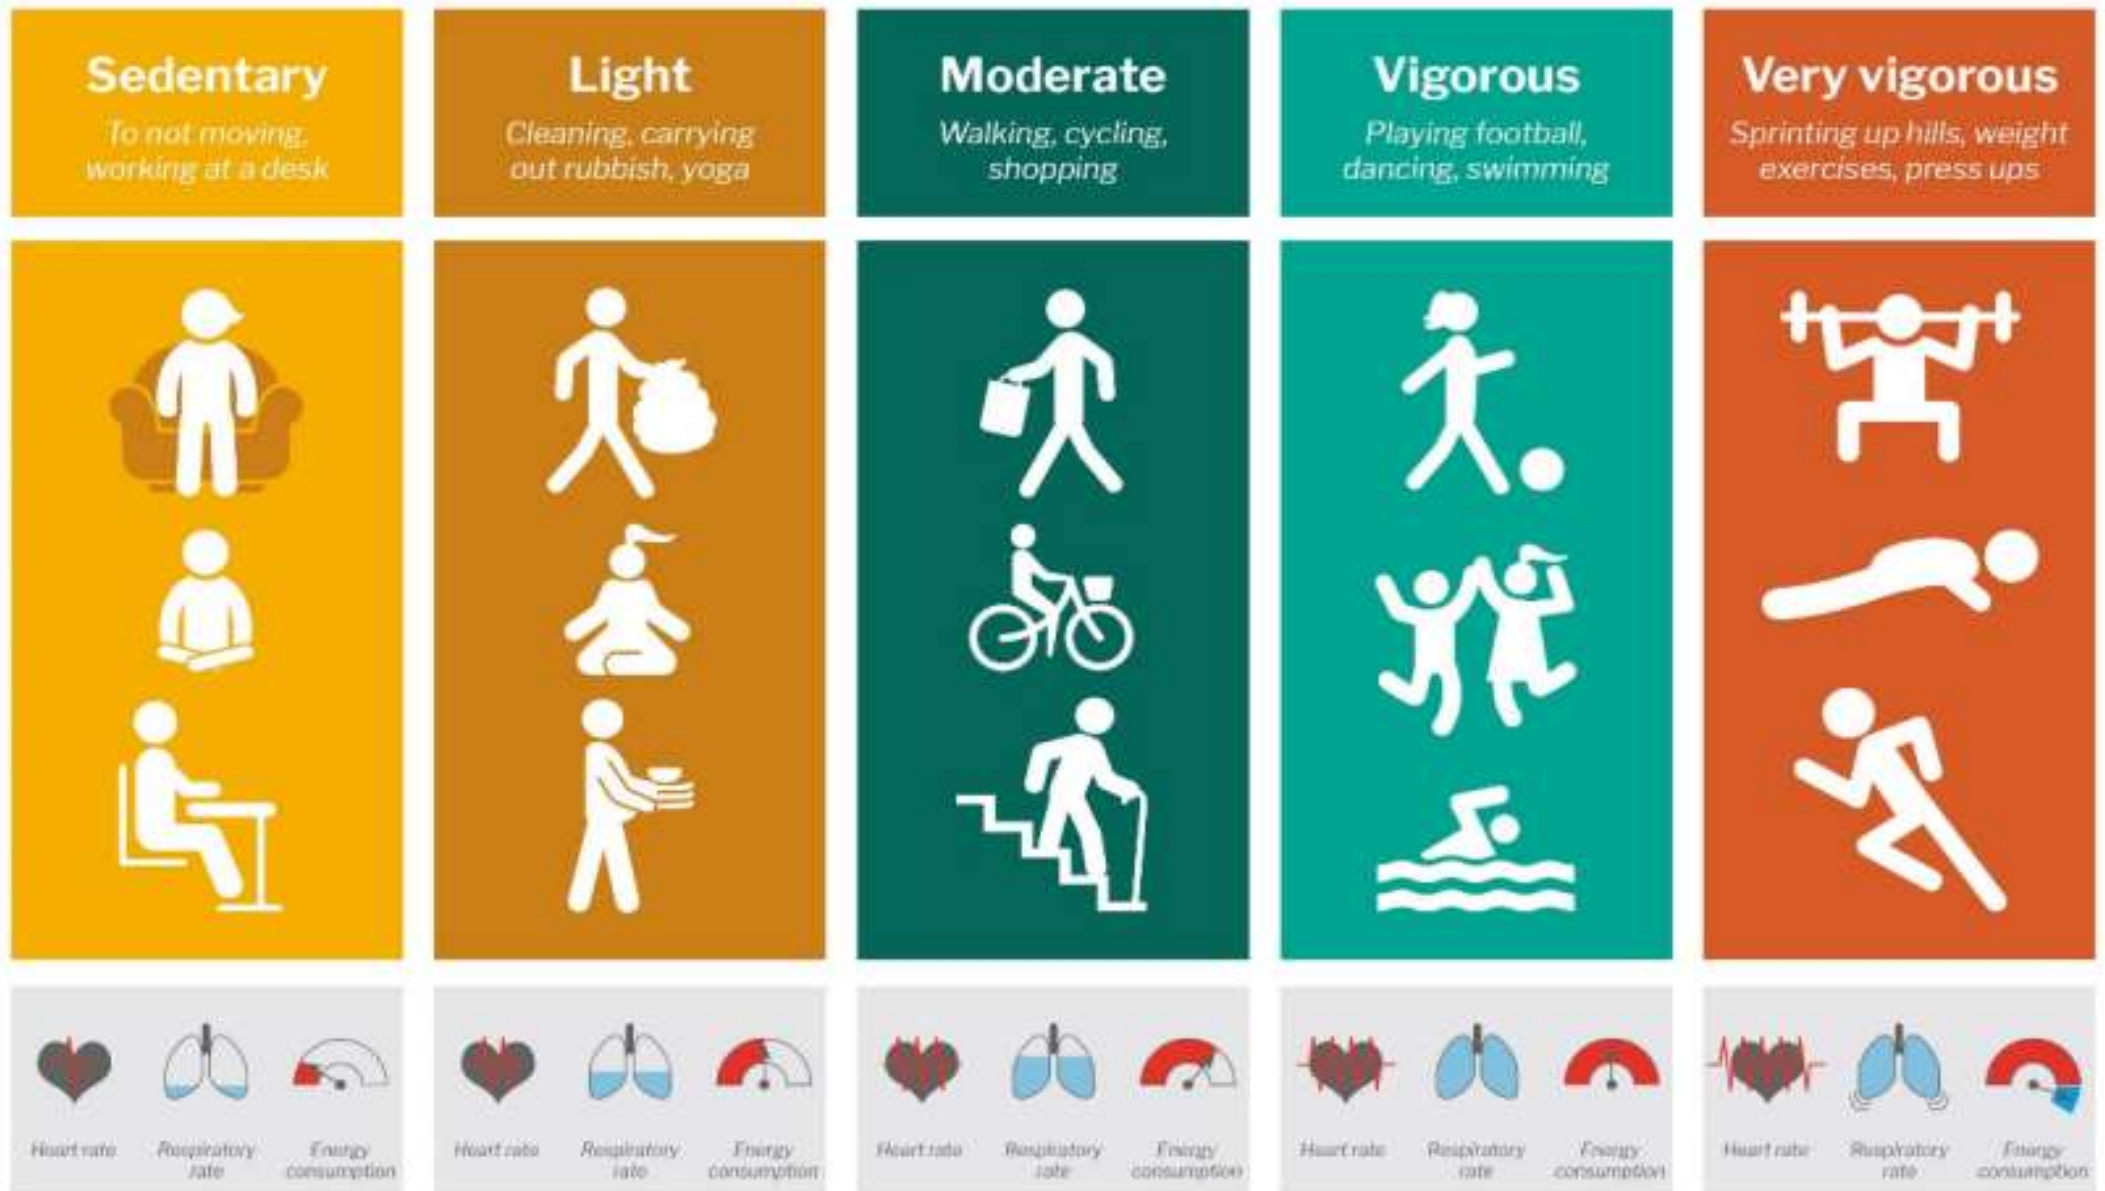 Sedentary
To not moving,
working at a desk
Light
Cleaning, carrying
out rubbish, yoga
Moderate
Walking, cycling,
shopping
Vigorous
Playing football,
dancing, swimming
Very vigorous
Sprinting up hills, weight
exercises, press ups
Heart rate
Respiratory
rate
Energy
consumption
Heart rate
Respiratory
rate
Energy
consumption
Heart rate
Respiratory
rate
Energy
consumption
Heart rate
Respiratory
rate
Energy
consumption
Heart rate
Respiratory
rate
Energy
consumption